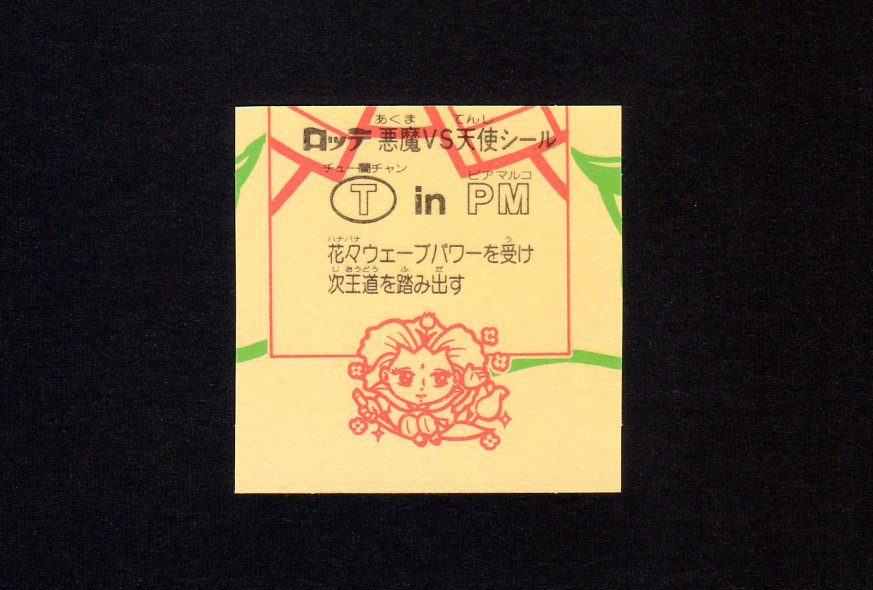 あくま てんし
ロッテ 悪魔VS天使シール
チュー蘭チャン ピアマルコ
T in PM
ハナバナ う
花々ウェーブパワーを受け
じ おうどう ふ だ
次王道を踏み出す